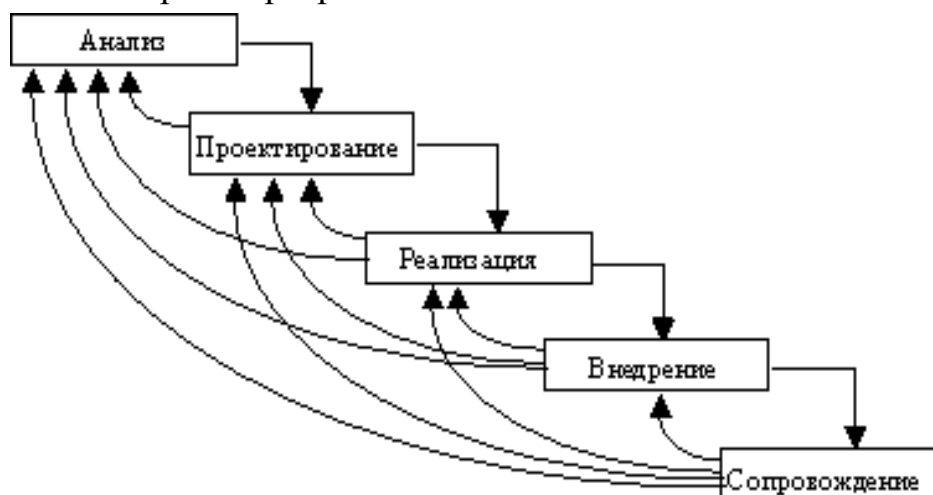 Анализ
Проектирование
Реализация
Внедрение
Сопровождение